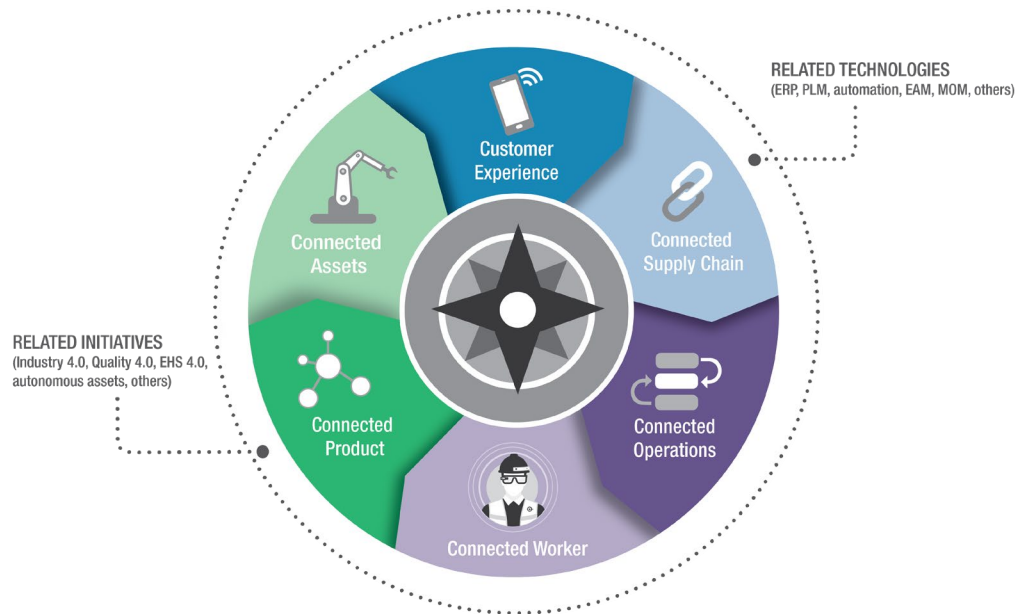 RELATED TECHNOLOGIES
(ERP, PLM, automation, EAM, MOM, others)
Customer
Experience
Connected
Supply Chain
Connected
Operations
Connected Worker
Connected
Product
Connected
Assets
RELATED INITIATIVES
(Industry 4.0, Quality 4.0, EHS 4.0,
autonomous assets, others)